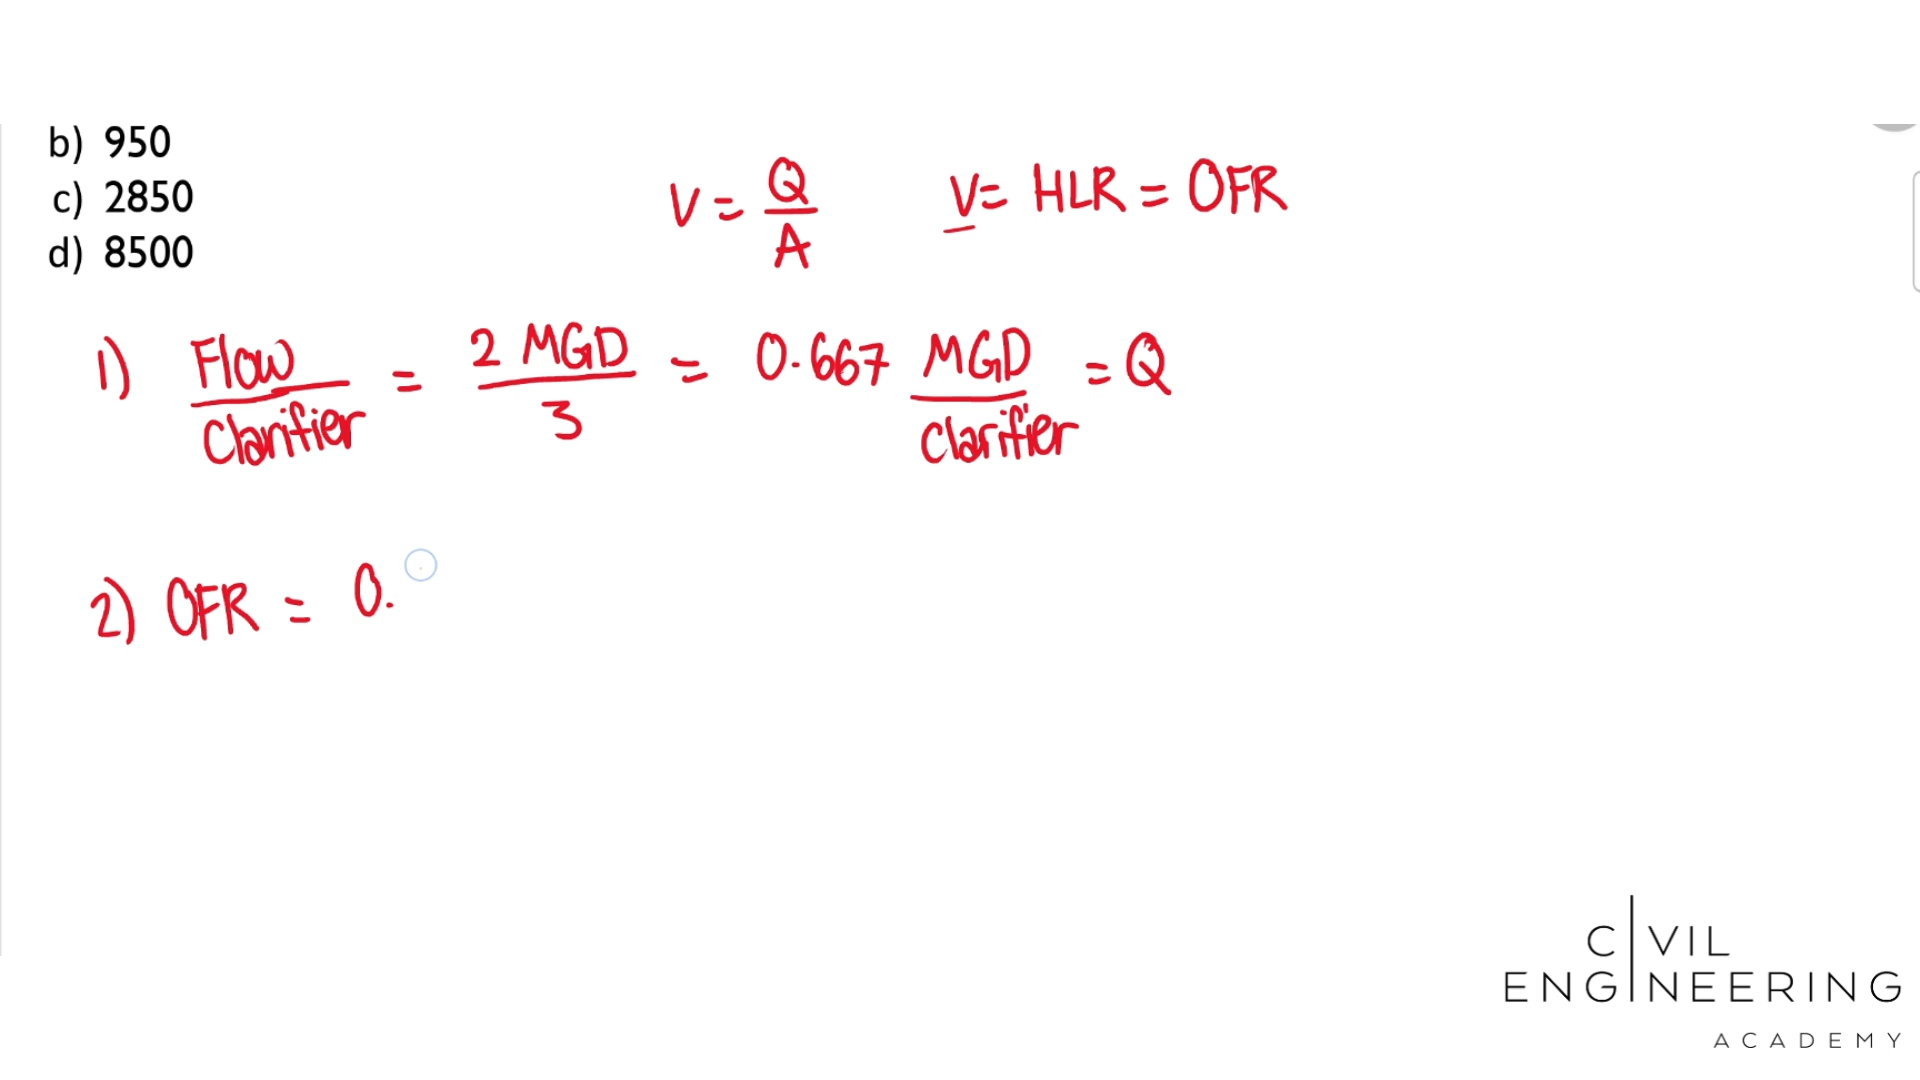 b) 950
c) 2850
d) 8500
V = Q/A V = HLR = OFR
1) Flow/Clarifier = 2 MGD/3 = 0.667 MGD/Clarifier = Q
2) OFR = 0.
CIVIL
ENGINEERING
ACADEMY